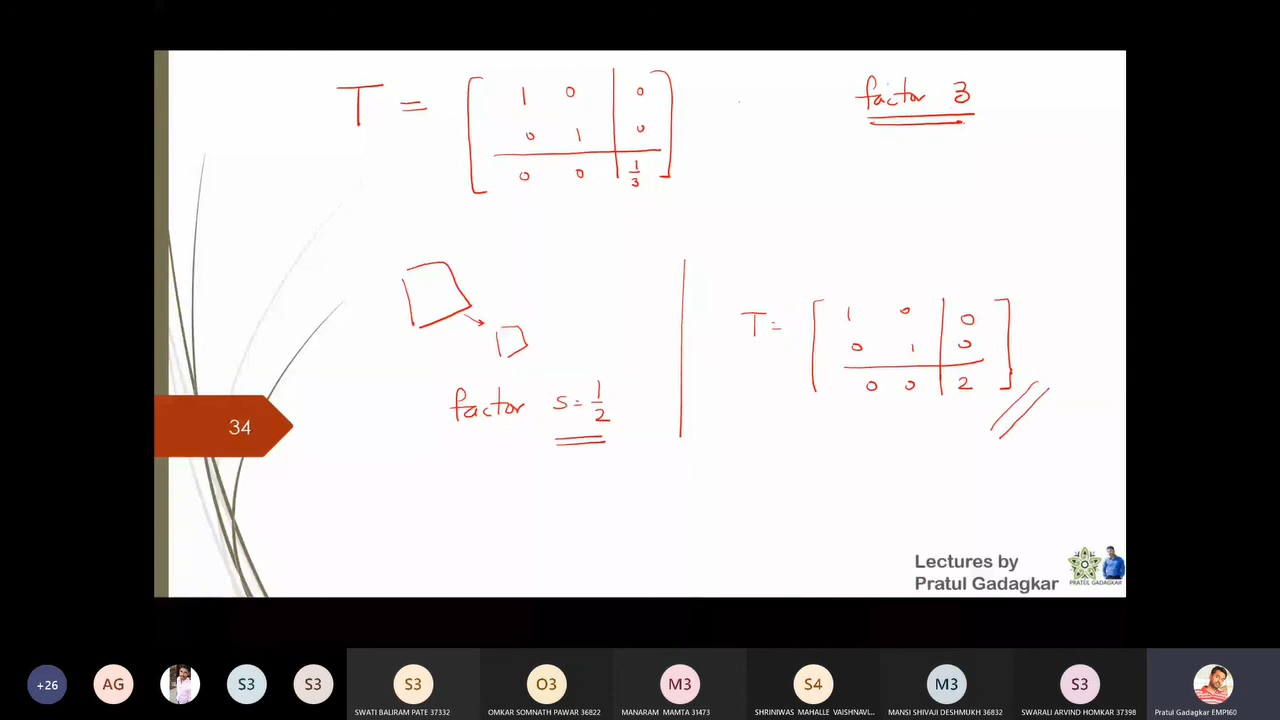 T = [ 1 0 | 0
0 1 | 0
0 0 | 1/3 ]
factor 3
factor s = 1/2
T = [ 1 0 | 0
0 1 | 0
0 0 | 2 ]
34
Lectures by
Pratul Gadagkar
PRATUL GADAGKAR
+26
AG
S3
S3
S3
O3
M3
S4
M3
S3
SWATI BALIRAM PATE 37332
OMKAR SOMNATH PAWAR 36822
MANARAM MAMTA 31473
SHRINIWAS MAHALLE VAISHNAVI...
MANSI SHIVAJI DESHMUKH 36832
SWARALI ARVIND HOMKAR 37398
Pratul Gadagkar EMP160